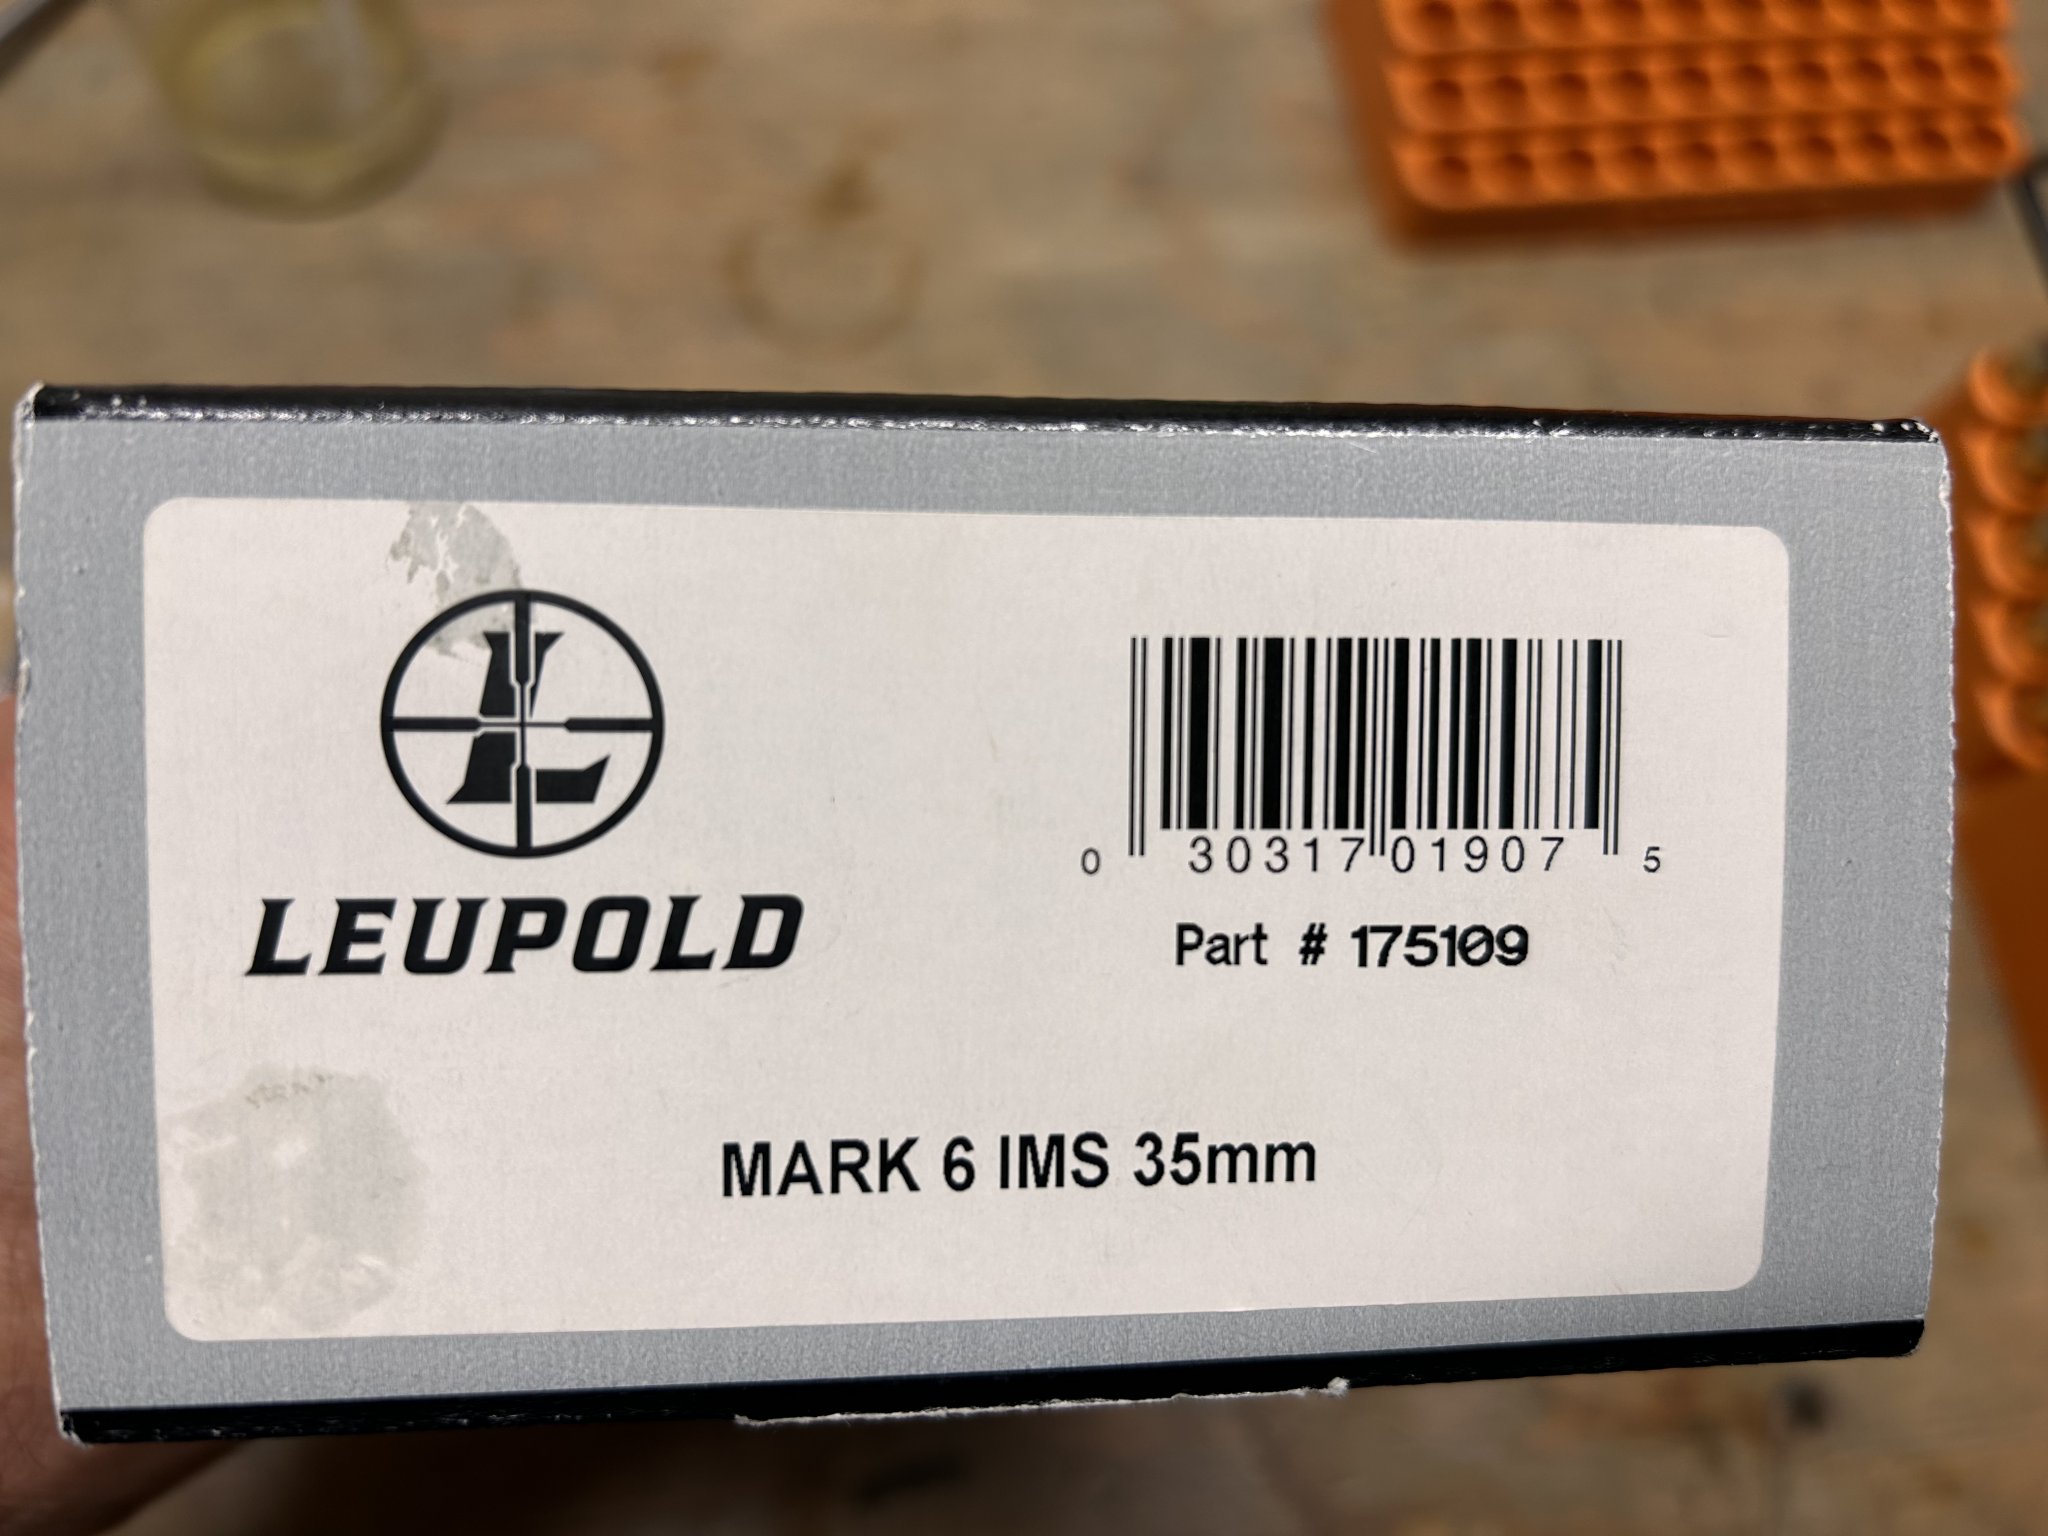 L
LEUPOLD
0 30317 01907 5
Part # 175109
MARK 6 IMS 35mm